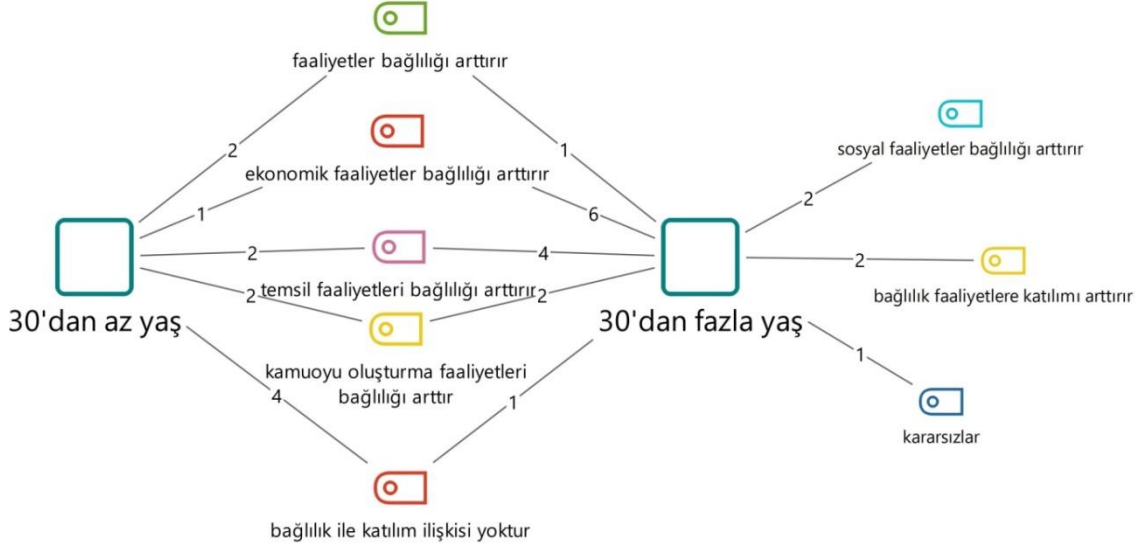 faaliyetler bağlılığı arttırır
2
1
ekonomik faaliyetler bağlılığı arttırır
1
6
sosyal faaliyetler bağlılığı arttırır
2
2
4
temsil faaliyetleri bağlılığı arttırır
2
2
2
bağlılık faaliyetlere katılımı arttırır
30'dan az yaş
30'dan fazla yaş
kamuoyu oluşturma faaliyetleri
bağlılığı arttır
4
1
1
kararsızlar
bağlılık ile katılım ilişkisi yoktur